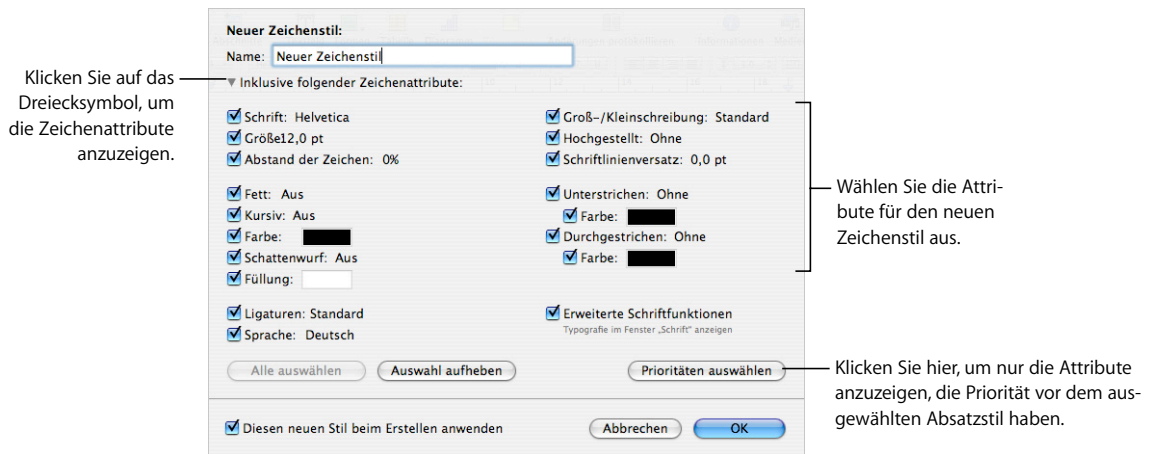 Neuer Zeichenstil:
Name: Neuer Zeichenstil
Klicken Sie auf das
Dreiecksymbol, um
die Zeichenattribute
anzuzeigen.
Inklusive folgender Zeichenattribute:
Schrift: Helvetica
Größe12,0 pt
Abstand der Zeichen: 0%
Groß-/Kleinschreibung: Standard
Hochgestellt: Ohne
Schriftlinienversatz: 0,0 pt
Fett: Aus
Kursiv: Aus
Farbe:
Schattenwurf: Aus
Füllung:
Unterstrichen: Ohne
Farbe:
Durchgestrichen: Ohne
Farbe:
Wählen Sie die Attri-
bute für den neuen
Zeichenstil aus.
Ligaturen: Standard
Sprache: Deutsch
Erweiterte Schriftfunktionen
Typografie im Fenster „Schrift" anzeigen
Alle auswählen
Auswahl aufheben
Prioritäten auswählen
Klicken Sie hier, um nur die Attribute
anzuzeigen, die Priorität vor dem aus-
gewählten Absatzstil haben.
Diesen neuen Stil beim Erstellen anwenden
Abbrechen
OK